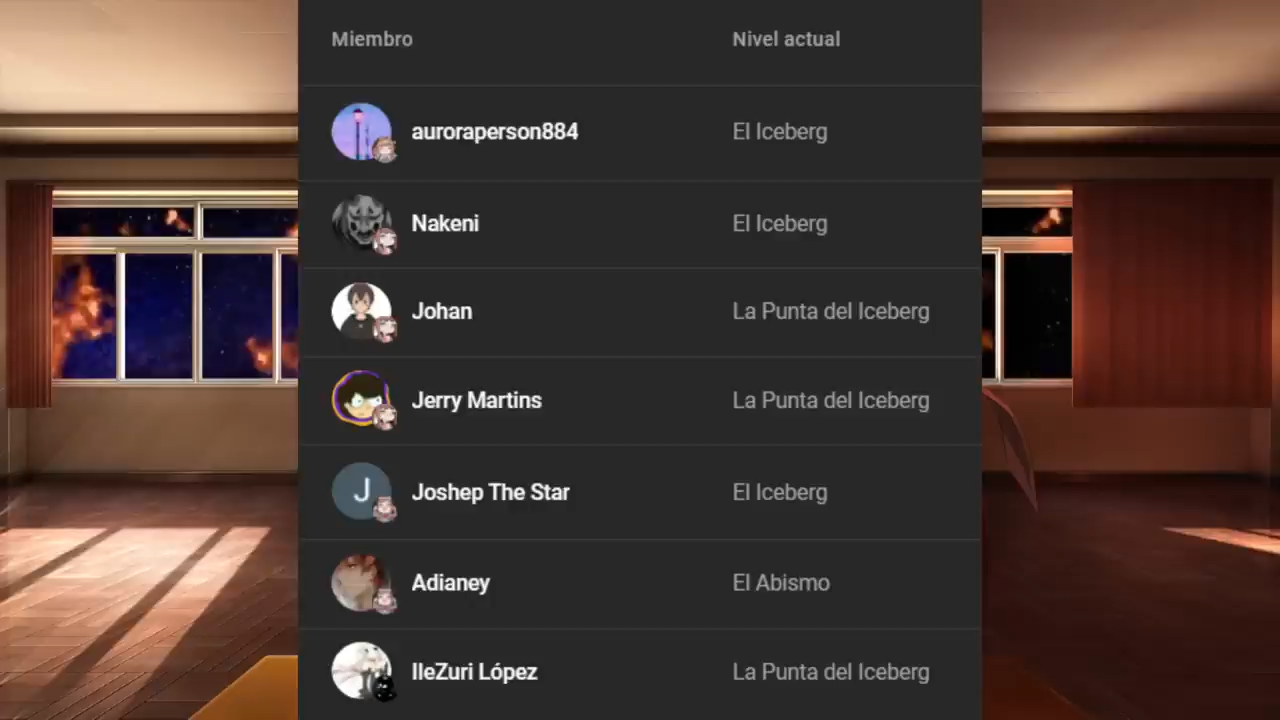 Miembro Nivel actual
auroraperson884 El Iceberg
Nakeni El Iceberg
Johan La Punta del Iceberg
Jerry Martins La Punta del Iceberg
J
Joshep The Star El Iceberg
Adianey El Abismo
IleZuri López La Punta del Iceberg